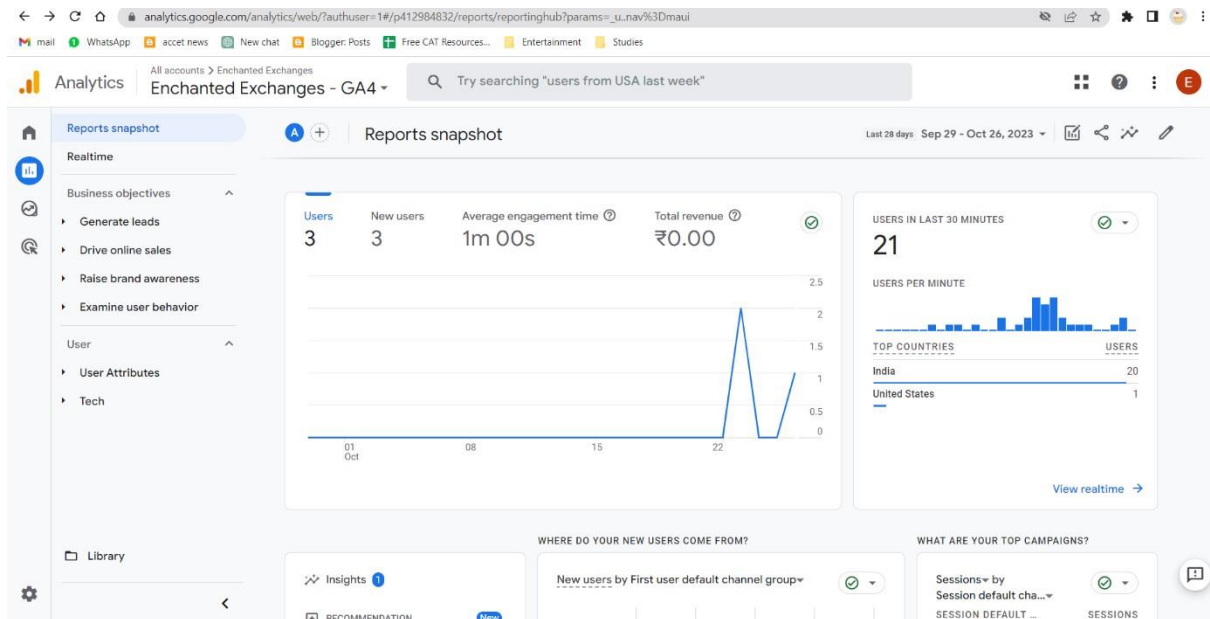 analytics.google.com/analytics/web/?authuser=1#/p412984832/reports/reportinghub?params=_u..nav%3Dmaui
M mail WhatsApp accet news New chat Blogger: Posts Free CAT Resources... Entertainment Studies
Analytics
All accounts > Enchanted Exchanges
Enchanted Exchanges - GA4
Try searching "users from USA last week"
E
Reports snapshot
Realtime
Business objectives
Generate leads
Drive online sales
Raise brand awareness
Examine user behavior
User
User Attributes
Tech
Library
A
Reports snapshot
Last 28 days Sep 29 - Oct 26, 2023
Users New users Average engagement time Total revenue
3 3 1m 00s ₹0.00
2.5
2
1.5
1
0.5
0
01 08 15 22
Oct
USERS IN LAST 30 MINUTES
21
USERS PER MINUTE
TOP COUNTRIES USERS
India 20
United States 1
View realtime
Insights 1
RECOMMENDATION New
WHERE DO YOUR NEW USERS COME FROM?
New users by First user default channel group
WHAT ARE YOUR TOP CAMPAIGNS?
Sessions by
Session default cha...
SESSION DEFAULT ... SESSIONS